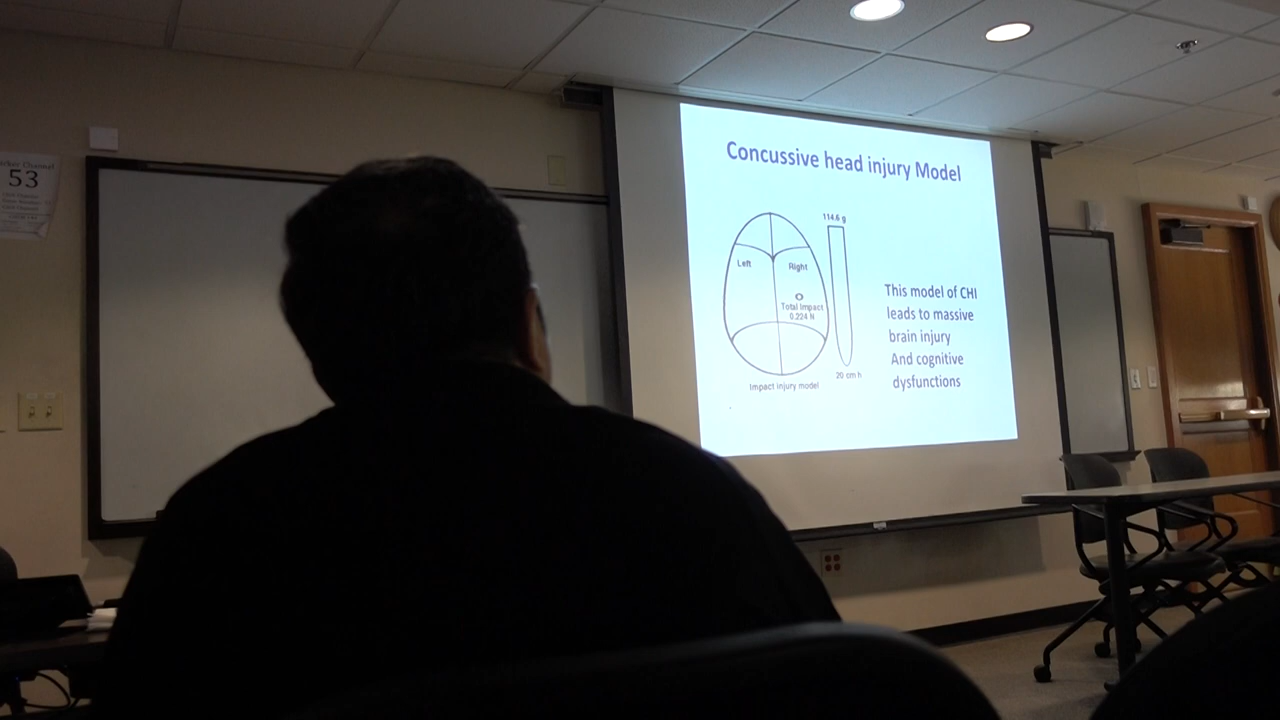 53
Concussive head injury Model
114.6 g
Left
Right
Total Impact
0.224 N
20 cm h
Impact injury model
This model of CHI
leads to massive
brain injury
And cognitive
dysfunctions